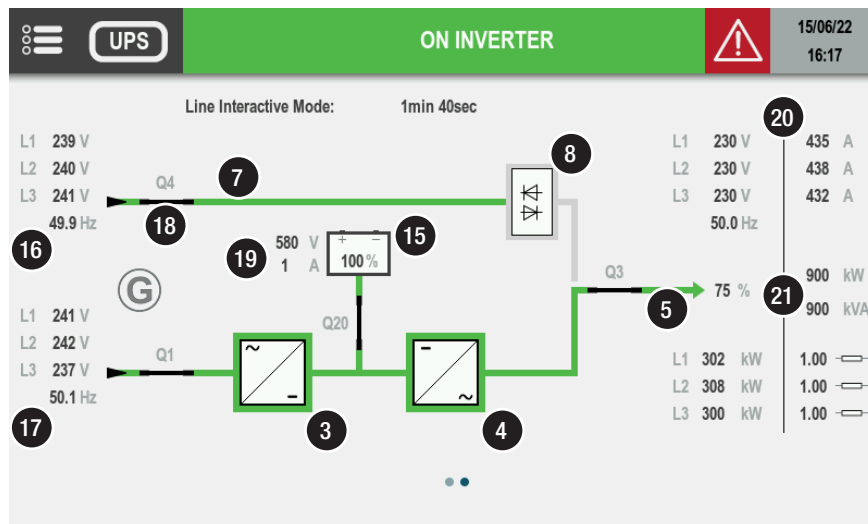 UPS
ON INVERTER
15/06/22
16:17
Line Interactive Mode: 1min 40sec
L1 239 V
L2 240 V
L3 241 V
49.9 Hz
16
Q4
18
7
8
19
580 V
1 A
+ −
100 %
15
G
Q20
L1 241 V
L2 242 V
L3 237 V
50.1 Hz
17
Q1
3
4
Q3
5
L1 230 V
L2 230 V
L3 230 V
50.0 Hz
20
435 A
438 A
432 A
75 %
21
900 kW
900 kVA
L1 302 kW 1.00
L2 308 kW 1.00
L3 300 kW 1.00